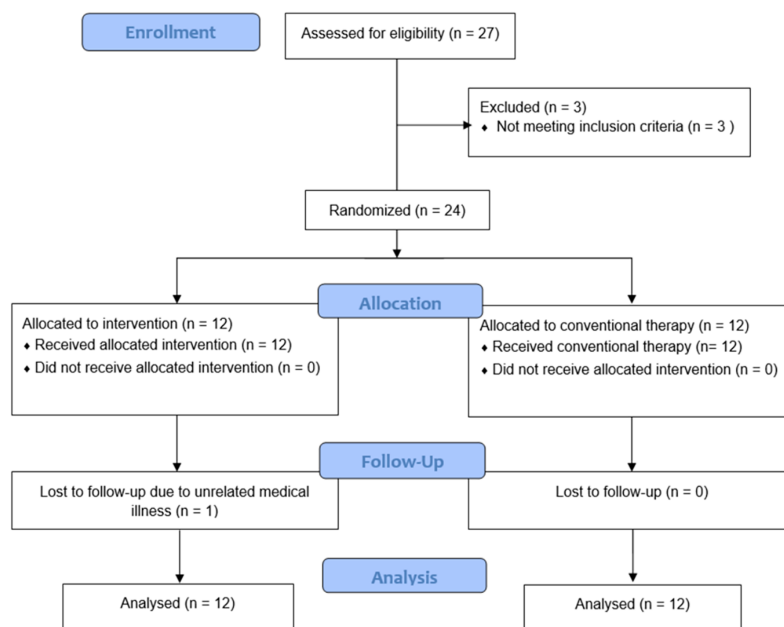 Enrollment
Assessed for eligibility (n = 27)
Excluded (n = 3)
♦ Not meeting inclusion criteria (n = 3 )
Randomized (n = 24)
Allocation
Allocated to intervention (n = 12)
♦ Received allocated intervention (n = 12)
♦ Did not receive allocated intervention (n = 0)
Allocated to conventional therapy (n = 12)
♦ Received conventional therapy (n= 12)
♦ Did not receive allocated intervention (n = 0)
Follow-Up
Lost to follow-up due to unrelated medical
illness (n = 1)
Lost to follow-up (n = 0)
Analysis
Analysed (n = 12)
Analysed (n = 12)